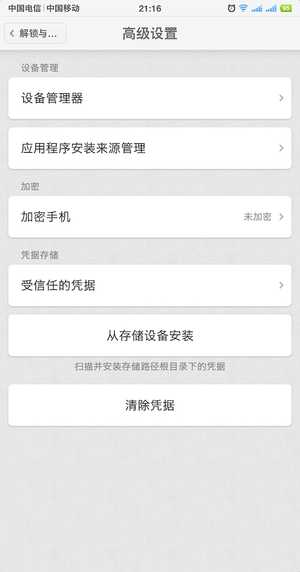 中国电信 | 中国移动 21:16 95
解锁与... 高级设置
设备管理
设备管理器
应用程序安装来源管理
加密
加密手机 未加密
凭据存储
受信任的凭据
从存储设备安装
扫描并安装存储路径根目录下的凭据
清除凭据